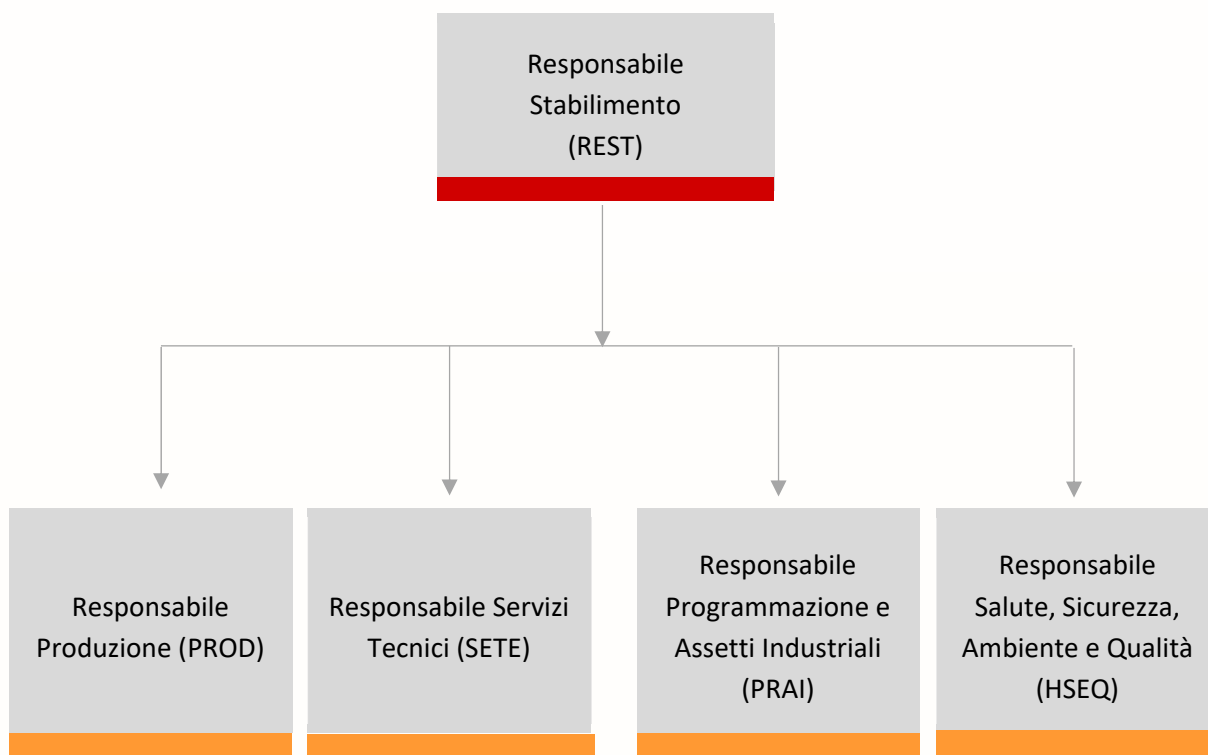 Responsabile
Stabilimento
(REST)
Responsabile
Produzione (PROD)
Responsabile Servizi
Tecnici (SETE)
Responsabile
Programmazione e
Assetti Industriali
(PRAI)
Responsabile
Salute, Sicurezza,
Ambiente e Qualità
(HSEQ)